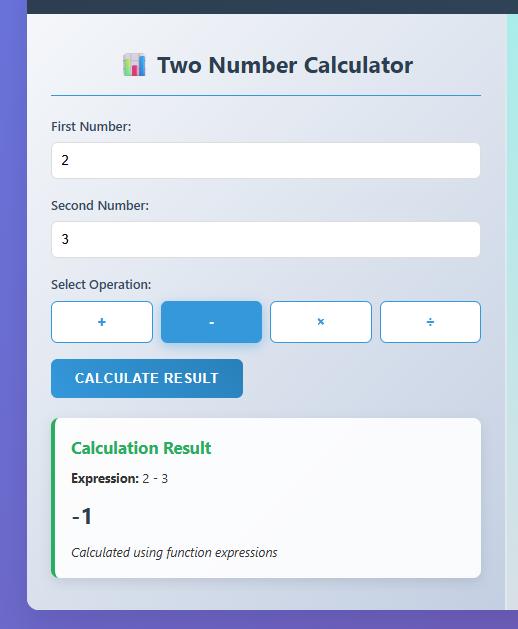 Two Number Calculator
First Number:
2
Second Number:
3
Select Operation:
+ - × ÷
CALCULATE RESULT
Calculation Result
Expression: 2 - 3
-1
Calculated using function expressions